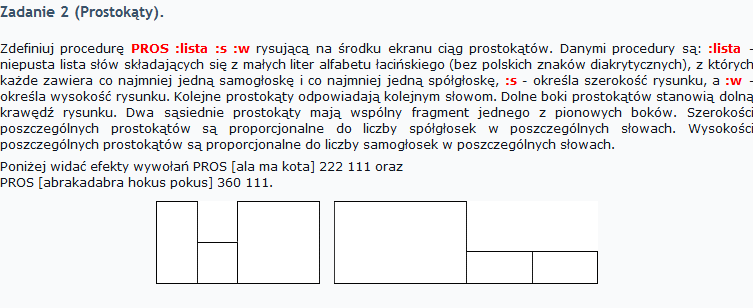 Zadanie 2 (Prostokąty).
Zdefiniuj procedurę PROS :lista :s :w rysującą na środku ekranu ciąg prostokątów. Danymi procedury są: :lista -
niepusta lista słów składających się z małych liter alfabetu łacińskiego (bez polskich znaków diakrytycznych), z których
każde zawiera co najmniej jedną samogłoskę i co najmniej jedną spółgłoskę, :s - określa szerokość rysunku, a :w -
określa wysokość rysunku. Kolejne prostokąty odpowiadają kolejnym słowom. Dolne boki prostokątów stanowią dolną
krawędź rysunku. Dwa sąsiednie prostokąty mają wspólny fragment jednego z pionowych boków. Szerokości
poszczególnych prostokątów są proporcjonalne do liczby spółgłosek w poszczególnych słowach. Wysokości
poszczególnych prostokątów są proporcjonalne do liczby samogłosek w poszczególnych słowach.
Poniżej widać efekty wywołań PROS [ala ma kota] 222 111 oraz
PROS [abrakadabra hokus pokus] 360 111.